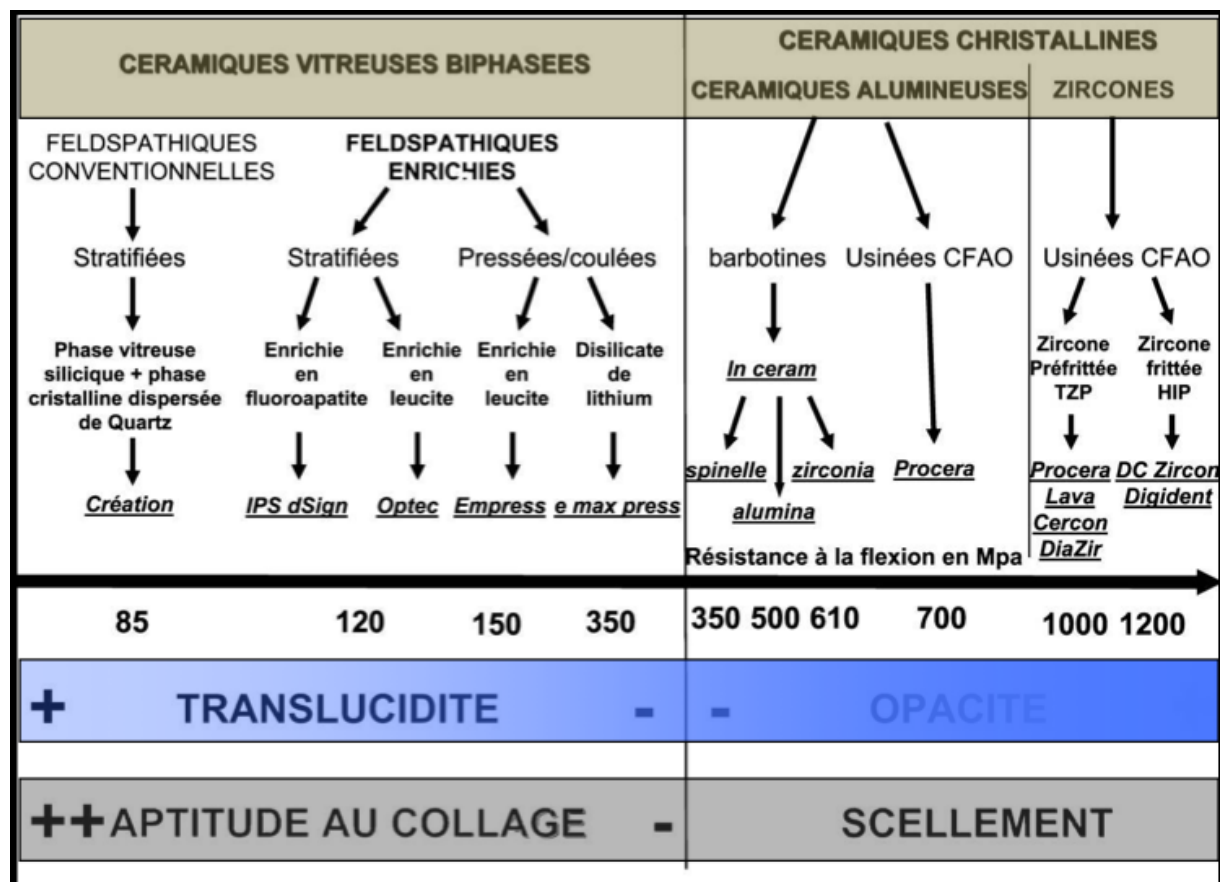 CERAMIQUES VITREUSES BIPHASEES
CERAMIQUES CHRISTALLINES
CERAMIQUES ALUMINEUSES
ZIRCONES
FELDSPATHIQUES
CONVENTIONNELLES
FELDSPATHIQUES
ENRICHIES
Stratifiées
Stratifiées
Pressées/coulées
barbotines
Usinées CFAO
Usinées CFAO
Phase vitreuse
silicique + phase
cristalline dispersée
de Quartz
Enrichie
en
fluoroapatite
Enrichie
en
leucite
Enrichie
en
leucite
Disilicate
de
lithium
In ceram
Zircone
Préfrittée
TZP
Zircone
frittée
HIP
Création
IPS dSign
Optec
Empress
e max press
spinelle
alumina
zirconia
Procera
Procera
Lava
Cercon
DiaZir
DC Zircon
Digident
Résistance à la flexion en Mpa
85 120 150 350 350 500 610 700 1000 1200
+ TRANSLUCIDITE - - OPACITE
++ APTITUDE AU COLLAGE - SCELLEMENT